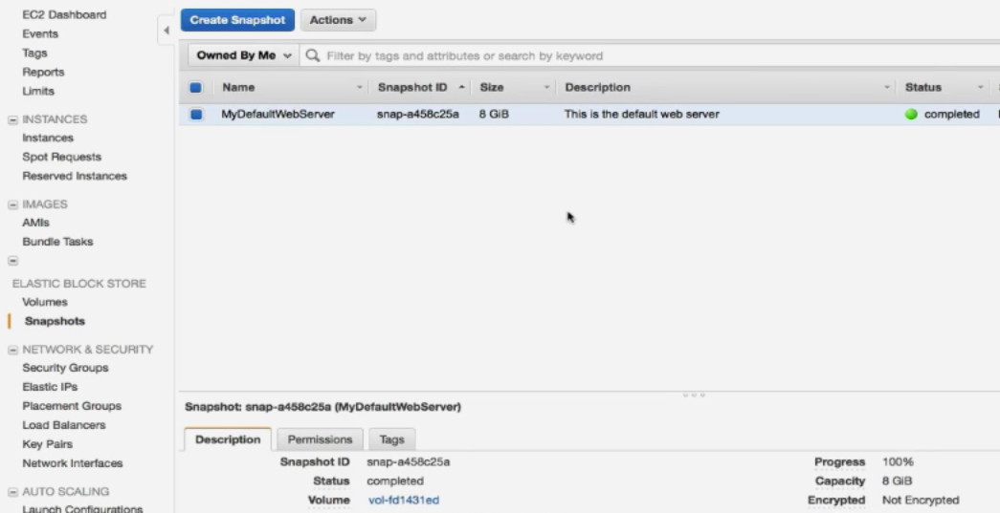 EC2 Dashboard
Events
Tags
Reports
Limits
INSTANCES
Instances
Spot Requests
Reserved Instances
IMAGES
AMIs
Bundle Tasks
ELASTIC BLOCK STORE
Volumes
Snapshots
NETWORK & SECURITY
Security Groups
Elastic IPs
Placement Groups
Load Balancers
Key Pairs
Network Interfaces
AUTO SCALING
Launch Configurations
Create Snapshot Actions
Owned By Me Filter by tags and attributes or search by keyword
Name Snapshot ID Size Description Status
MyDefaultWebServer snap-a458c25a 8 GiB This is the default web server completed
Snapshot: snap-a458c25a (MyDefaultWebServer)
Description Permissions Tags
Snapshot ID snap-a458c25a Progress 100%
Status completed Capacity 8 GiB
Volume vol-fd1431ed Encrypted Not Encrypted